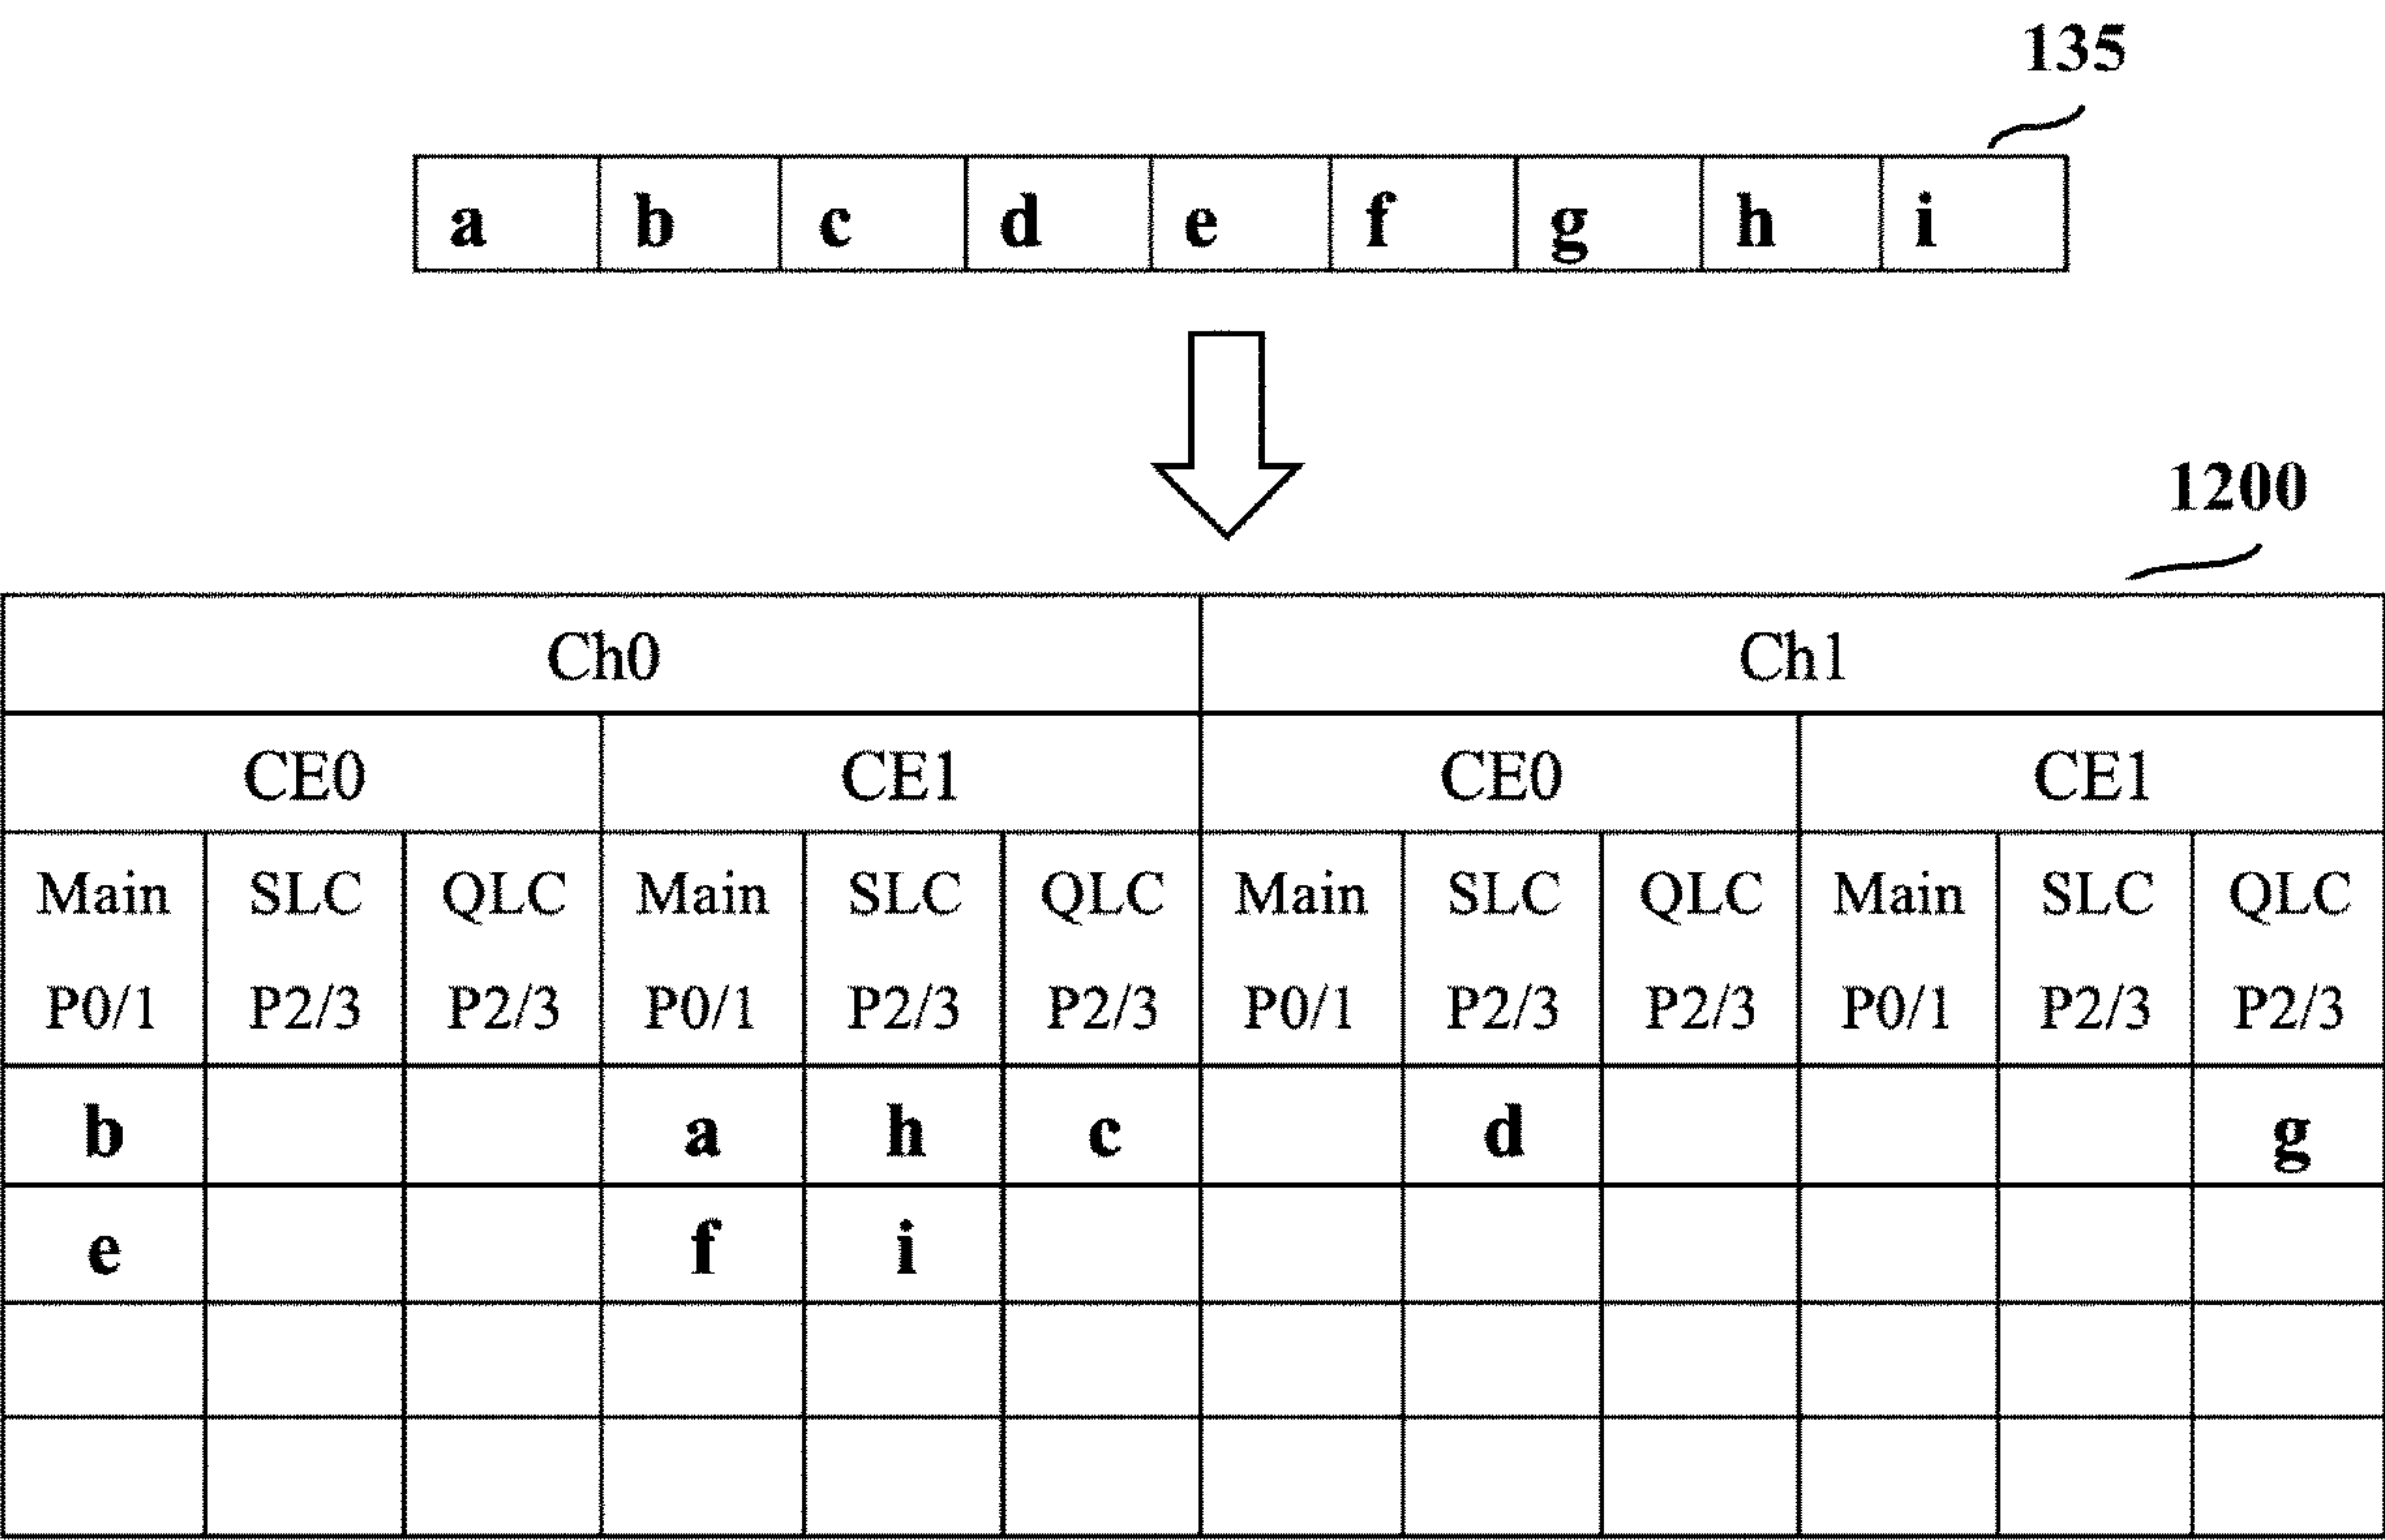 135
a b c d e f g h i
1200
Ch0 Ch1
CE0 CE1 CE0 CE1
Main SLC QLC Main SLC QLC Main SLC QLC Main SLC QLC
P0/1 P2/3 P2/3 P0/1 P2/3 P2/3 P0/1 P2/3 P2/3 P0/1 P2/3 P2/3
b a h c d g
e f i